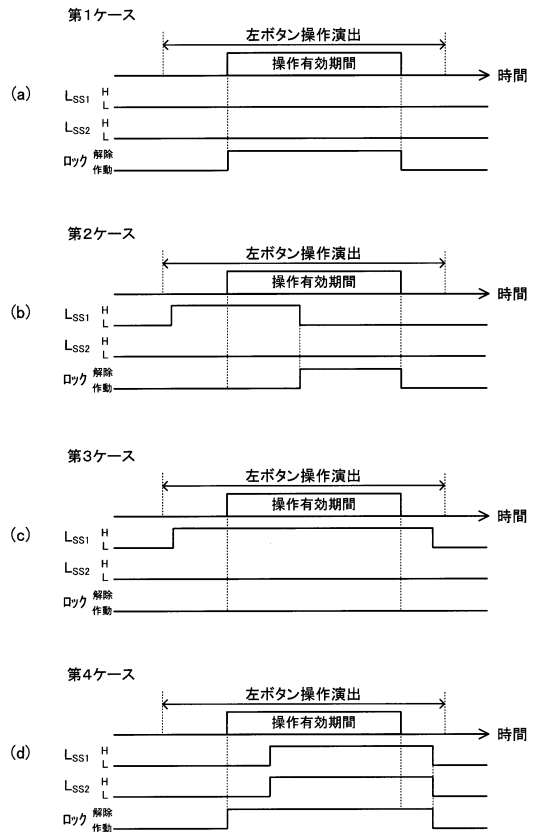 第1ケース
左ボタン操作演出
操作有効期間
時間
(a)
LSS1 H
L
LSS2 H
L
ロック 解除
作動
第2ケース
左ボタン操作演出
操作有効期間
時間
(b)
LSS1 H
L
LSS2 H
L
ロック 解除
作動
第3ケース
左ボタン操作演出
操作有効期間
時間
(c)
LSS1 H
L
LSS2 H
L
ロック 解除
作動
第4ケース
左ボタン操作演出
操作有効期間
時間
(d)
LSS1 H
L
LSS2 H
L
ロック 解除
作動